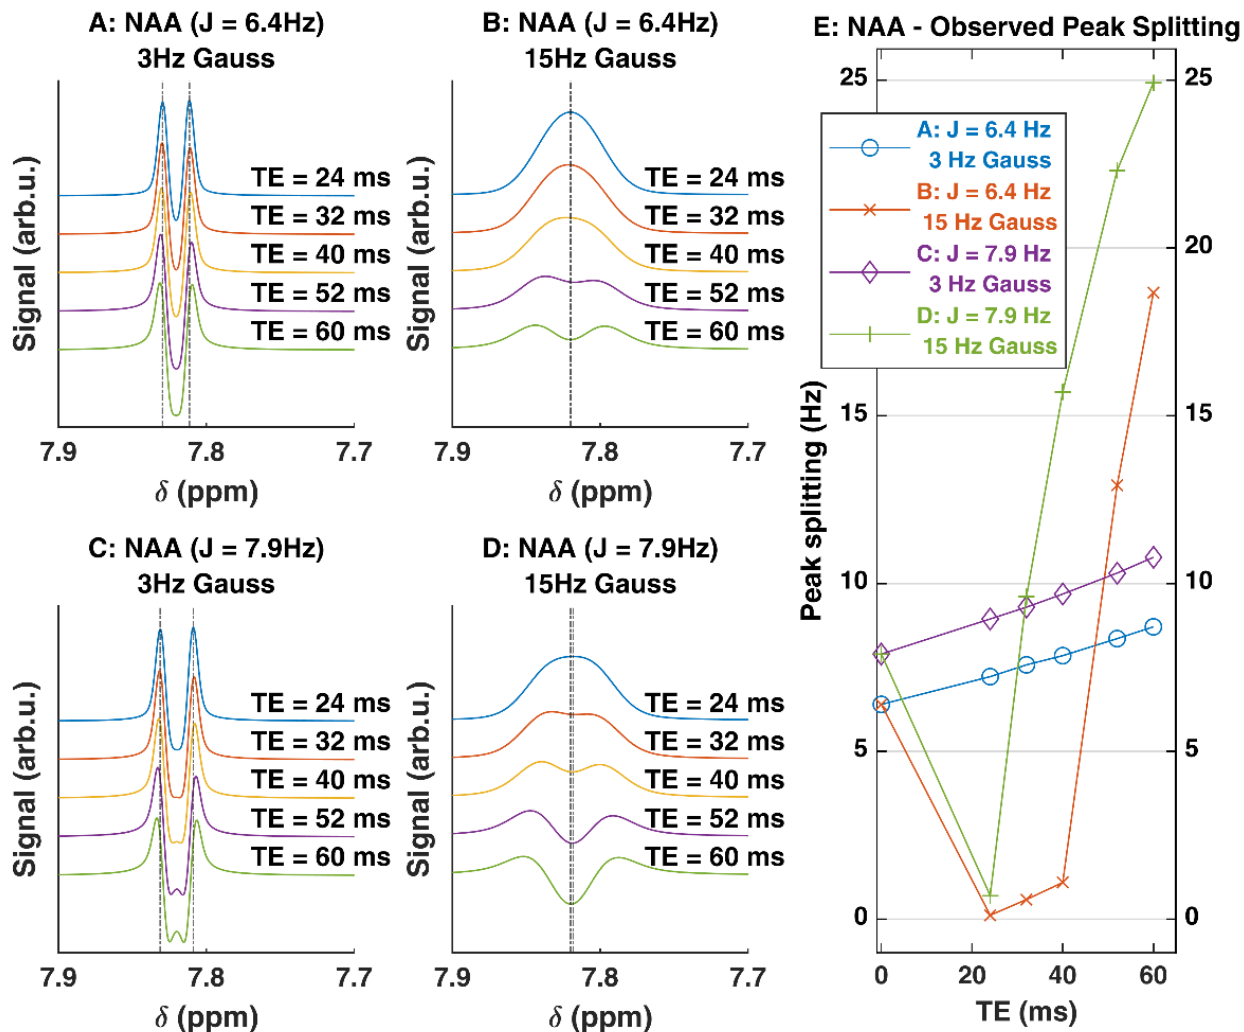 A: NAA (J = 6.4Hz)
3Hz Gauss
Signal (arb.u.)
TE = 24 ms
TE = 32 ms
TE = 40 ms
TE = 52 ms
TE = 60 ms
7.9
7.8
7.7
δ (ppm)
B: NAA (J = 6.4Hz)
15Hz Gauss
Signal (arb.u.)
TE = 24 ms
TE = 32 ms
TE = 40 ms
TE = 52 ms
TE = 60 ms
7.9
7.8
7.7
δ (ppm)
C: NAA (J = 7.9Hz)
3Hz Gauss
Signal (arb.u.)
TE = 24 ms
TE = 32 ms
TE = 40 ms
TE = 52 ms
TE = 60 ms
7.9
7.8
7.7
δ (ppm)
D: NAA (J = 7.9Hz)
15Hz Gauss
Signal (arb.u.)
TE = 24 ms
TE = 32 ms
TE = 40 ms
TE = 52 ms
TE = 60 ms
7.9
7.8
7.7
δ (ppm)
E: NAA - Observed Peak Splitting
A: J = 6.4 Hz
3 Hz Gauss
B: J = 6.4 Hz
15 Hz Gauss
C: J = 7.9 Hz
3 Hz Gauss
D: J = 7.9 Hz
15 Hz Gauss
Peak splitting (Hz)
25
15
10
5
0
25
20
15
10
5
0
0
20
40
60
TE (ms)